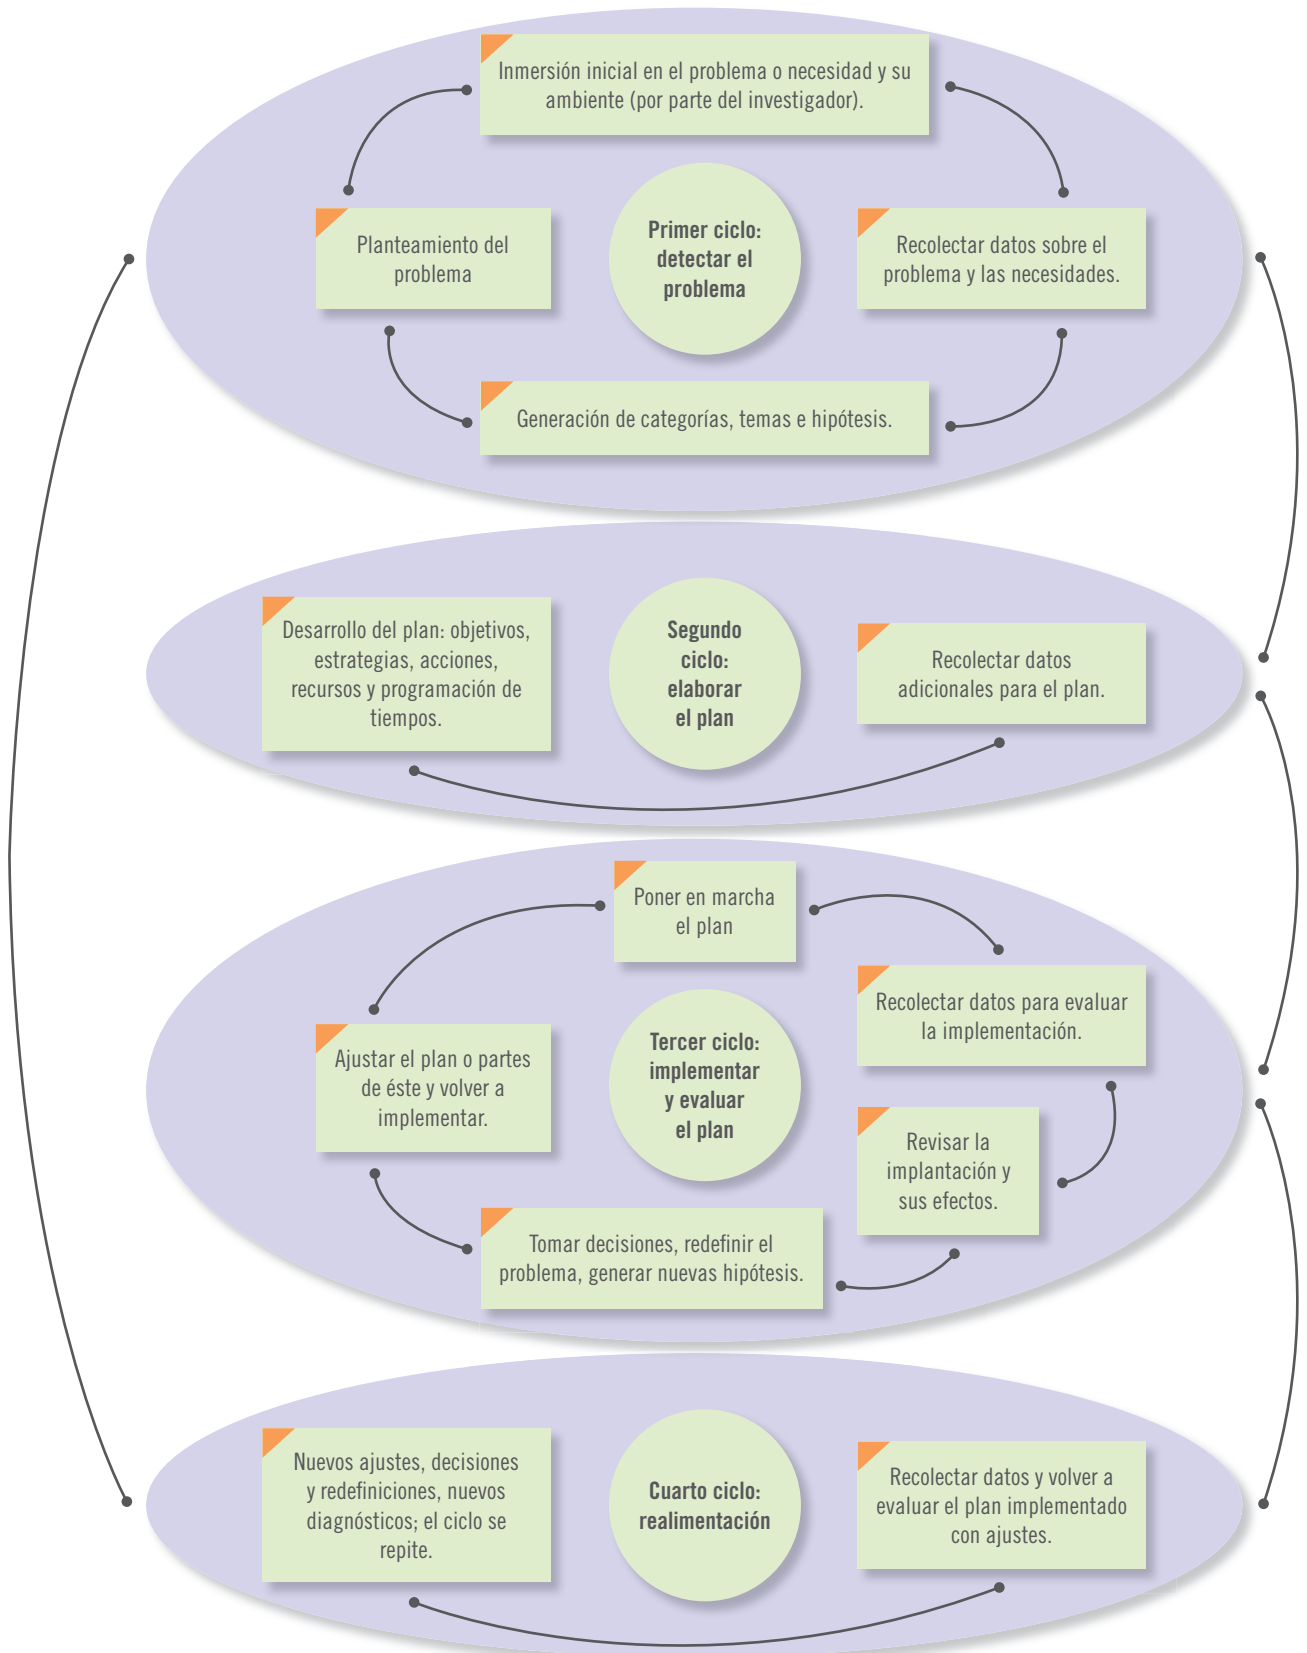 Inmersión inicial en el problema o necesidad y su
ambiente (por parte del investigador).
Planteamiento del
problema
Primer ciclo:
detectar el
problema
Recolectar datos sobre el
problema y las necesidades.
Generación de categorías, temas e hipótesis.
Desarrollo del plan: objetivos,
estrategias, acciones,
recursos y programación de
tiempos.
Segundo
ciclo:
elaborar
el plan
Recolectar datos
adicionales para el plan.
Poner en marcha
el plan
Recolectar datos para evaluar
la implementación.
Ajustar el plan o partes
de éste y volver a
implementar.
Tercer ciclo:
implementar
y evaluar
el plan
Revisar la
implantación y
sus efectos.
Tomar decisiones, redefinir el
problema, generar nuevas hipótesis.
Nuevos ajustes, decisiones
y redefiniciones, nuevos
diagnósticos; el ciclo se
repite.
Cuarto ciclo:
realimentación
Recolectar datos y volver a
evaluar el plan implementado
con ajustes.